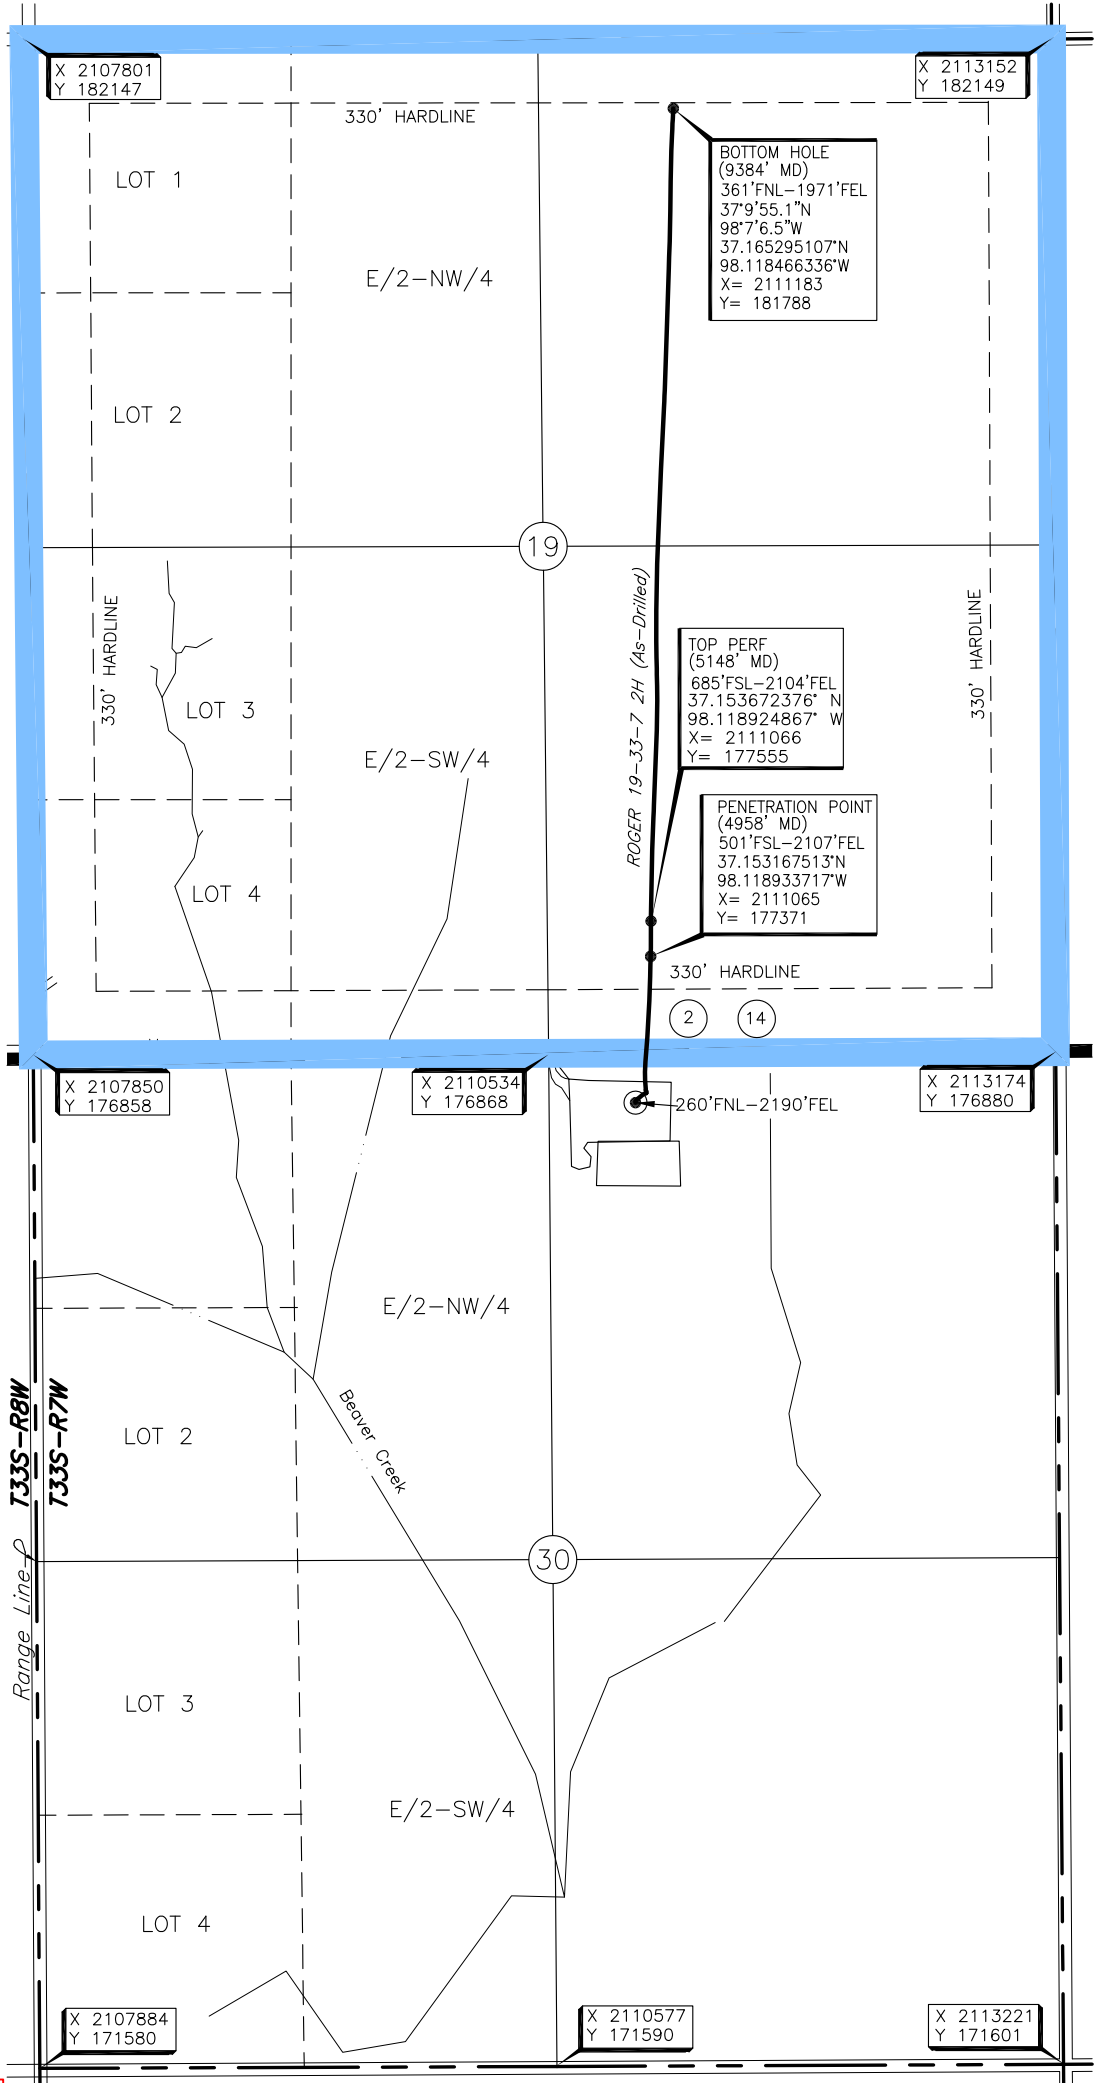 X 2107801
Y 182147
X 2113152
Y 182149
330' HARDLINE
LOT 1
BOTTOM HOLE
(9384' MD)
361'FNL-1971'FEL
37°9'55.1"N
98°7'6.5"W
37.165295107°N
98.118466336°W
X= 2111183
Y= 181788
E/2-NW/4
LOT 2
19
330' HARDLINE
ROGER 19-33-7 2H (As-Drilled)
330' HARDLINE
TOP PERF
(5148' MD)
685'FSL-2104'FEL
37.153672376° N
98.118924867° W
X= 2111066
Y= 177555
LOT 3
E/2-SW/4
PENETRATION POINT
(4958' MD)
501'FSL-2107'FEL
37.153167513°N
98.118933717°W
X= 2111065
Y= 177371
LOT 4
330' HARDLINE
2
14
X 2107850
Y 176858
X 2110534
Y 176868
X 2113174
Y 176880
260'FNL-2190'FEL
E/2-NW/4
T33S-R8W
T33S-R7W
LOT 2
Beaver Creek
Range Line
30
LOT 3
E/2-SW/4
LOT 4
X 2107884
Y 171580
X 2110577
Y 171590
X 2113221
Y 171601